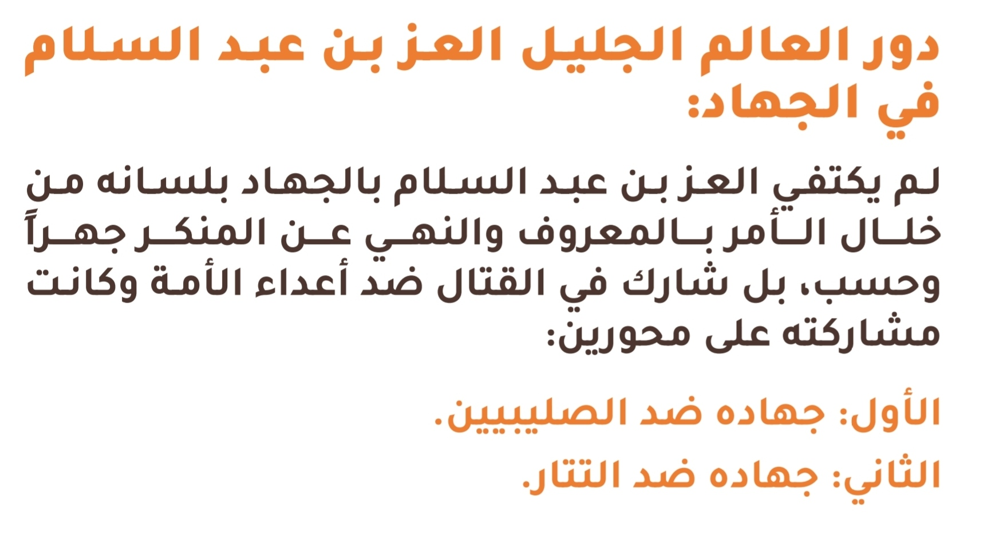 دور العالم الجليل العز بن عبد السلام
في الجهاد:
لم يكتفي العز بن عبد السلام بالجهاد بلسانه من
خلال الأمر بالمعروف والنهي عن المنكر جهراً
وحسب، بل شارك في القتال ضد أعداء الأمة وكانت
مشاركته على محورين:
الأول: جهاده ضد الصليبيين.
الثاني: جهاده ضد التتار.